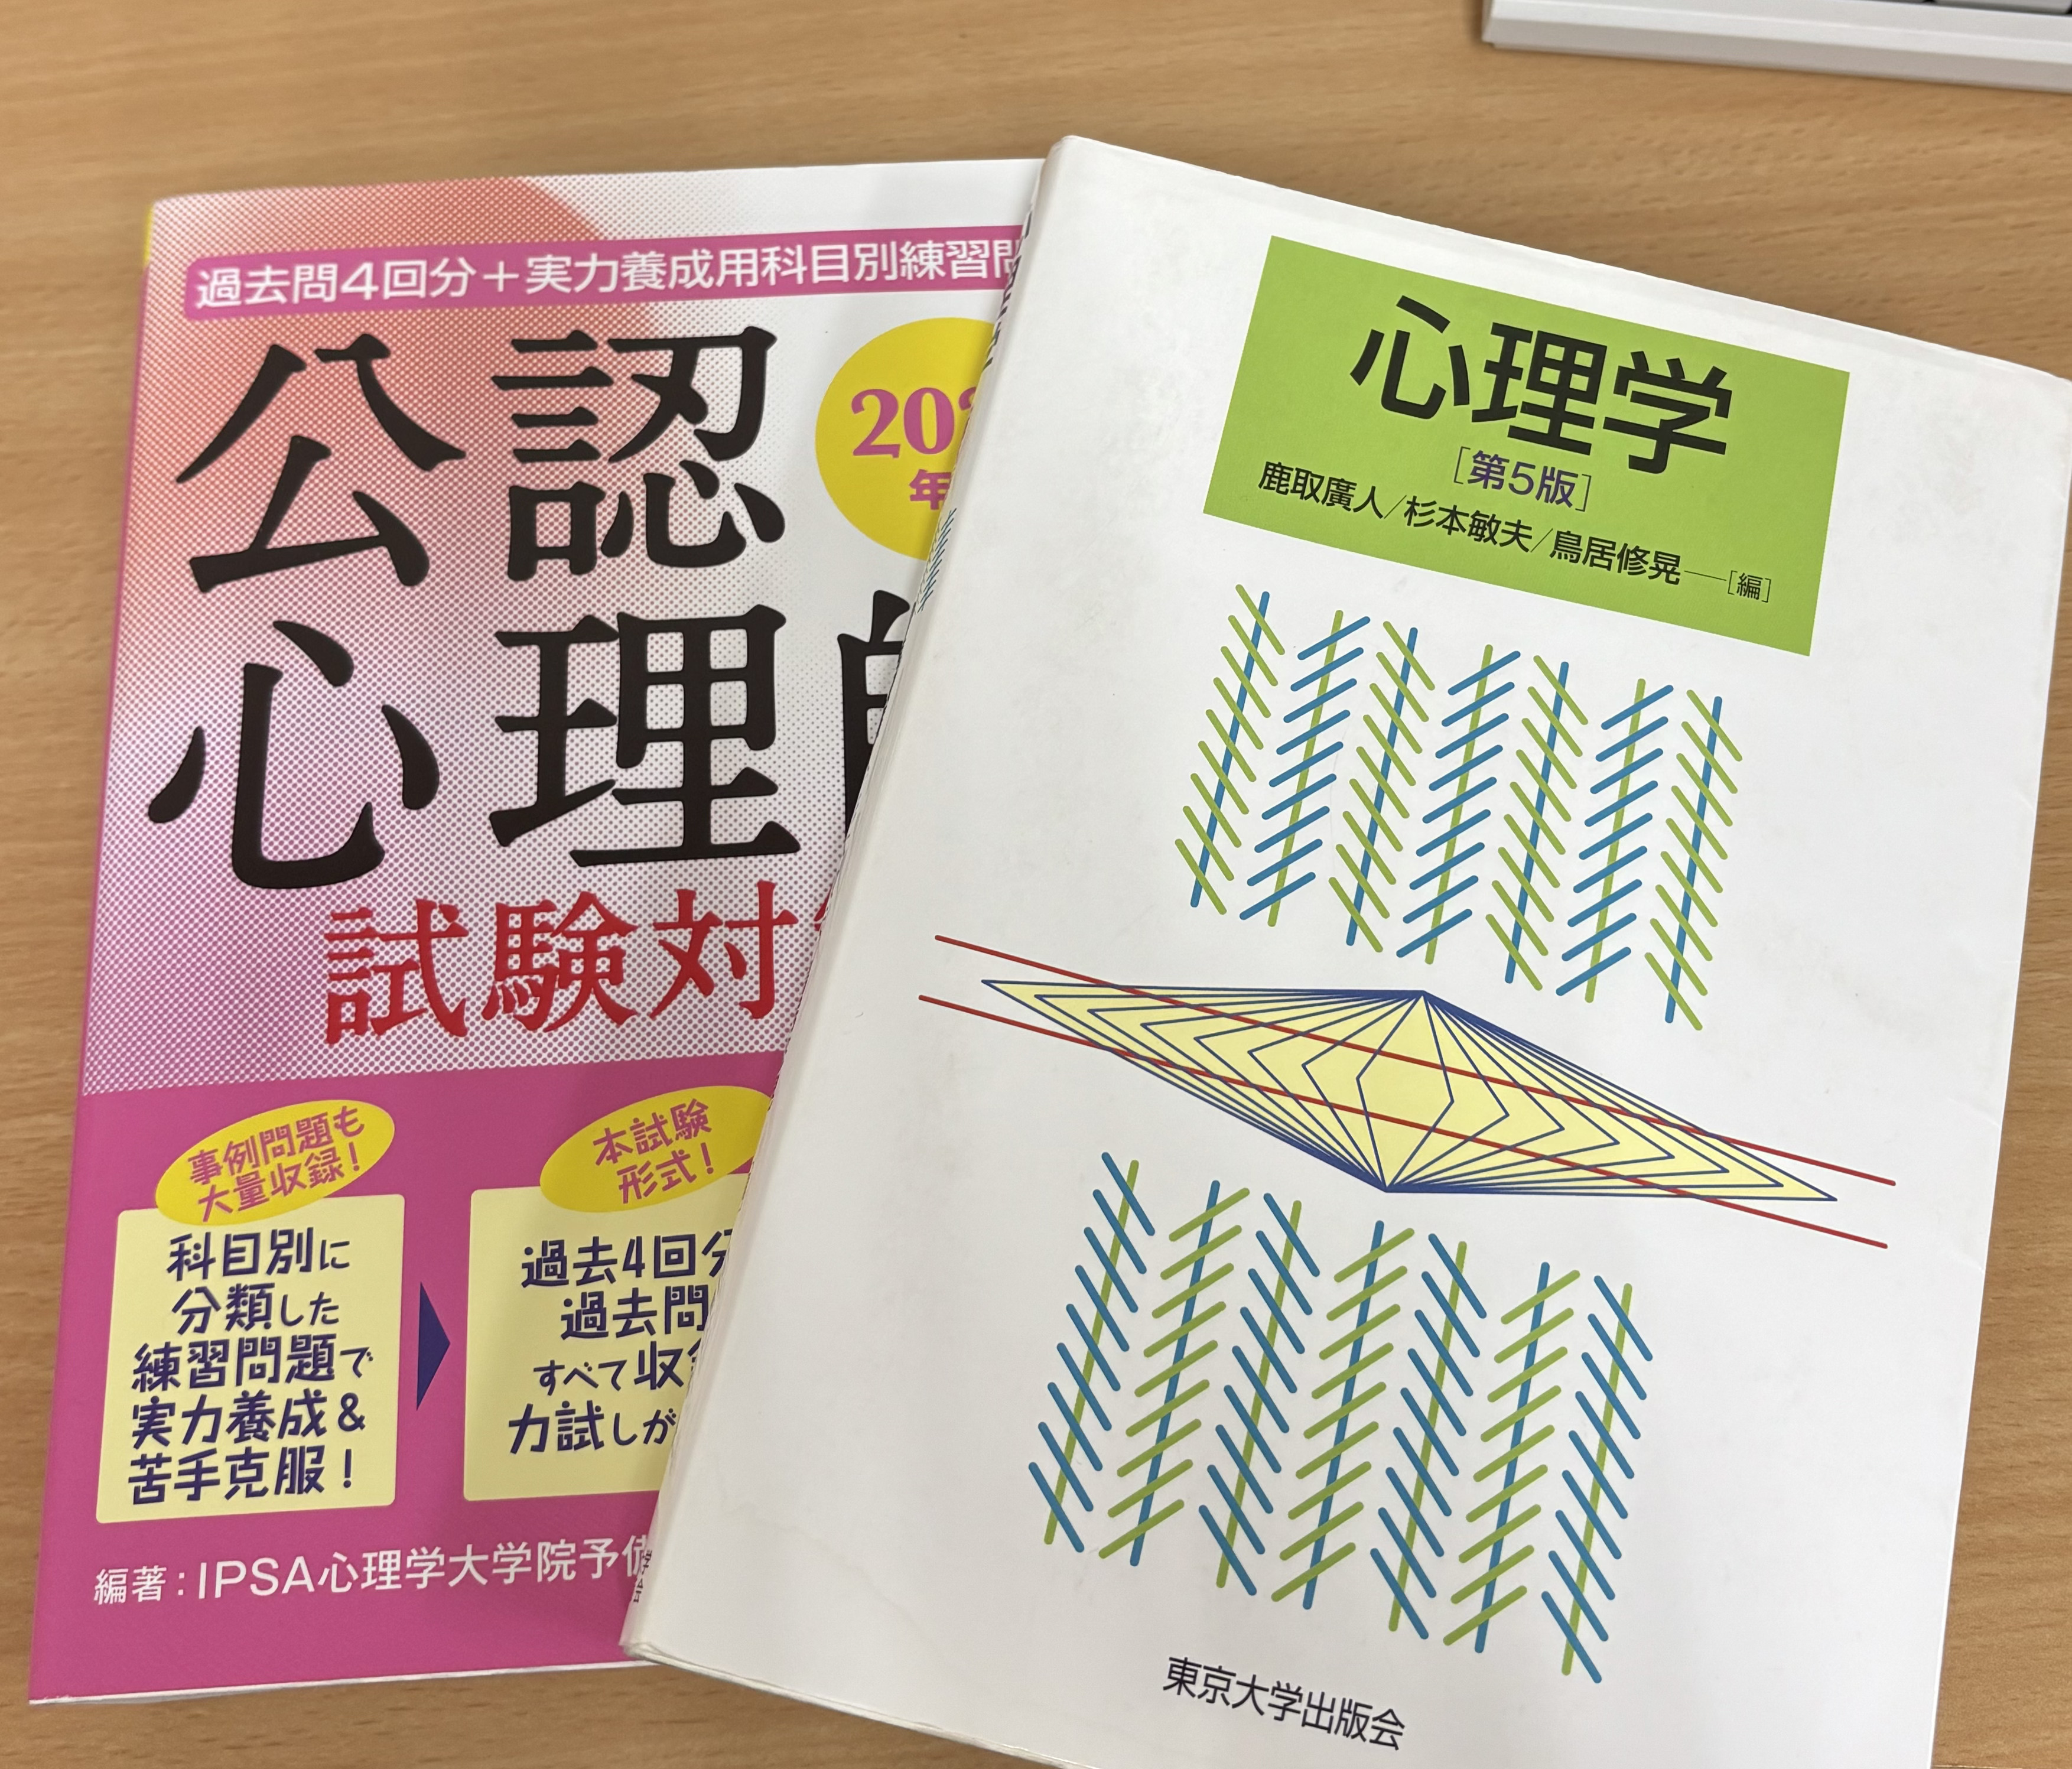 過去問4回分+実力養成用科目別練習問
公認
心理
試験対
202
年
事例問題も
大量収録!
科目別に
分類した
練習問題で
実力養成&
苦手克服!
本試験
形式!
過去4回分
過去問
すべて収録
力試しが
編著:IPSA心理学大学院予備
心理学
[第5版]
鹿取廣人/杉本敏夫/鳥居修晃——[編]
東京大学出版会